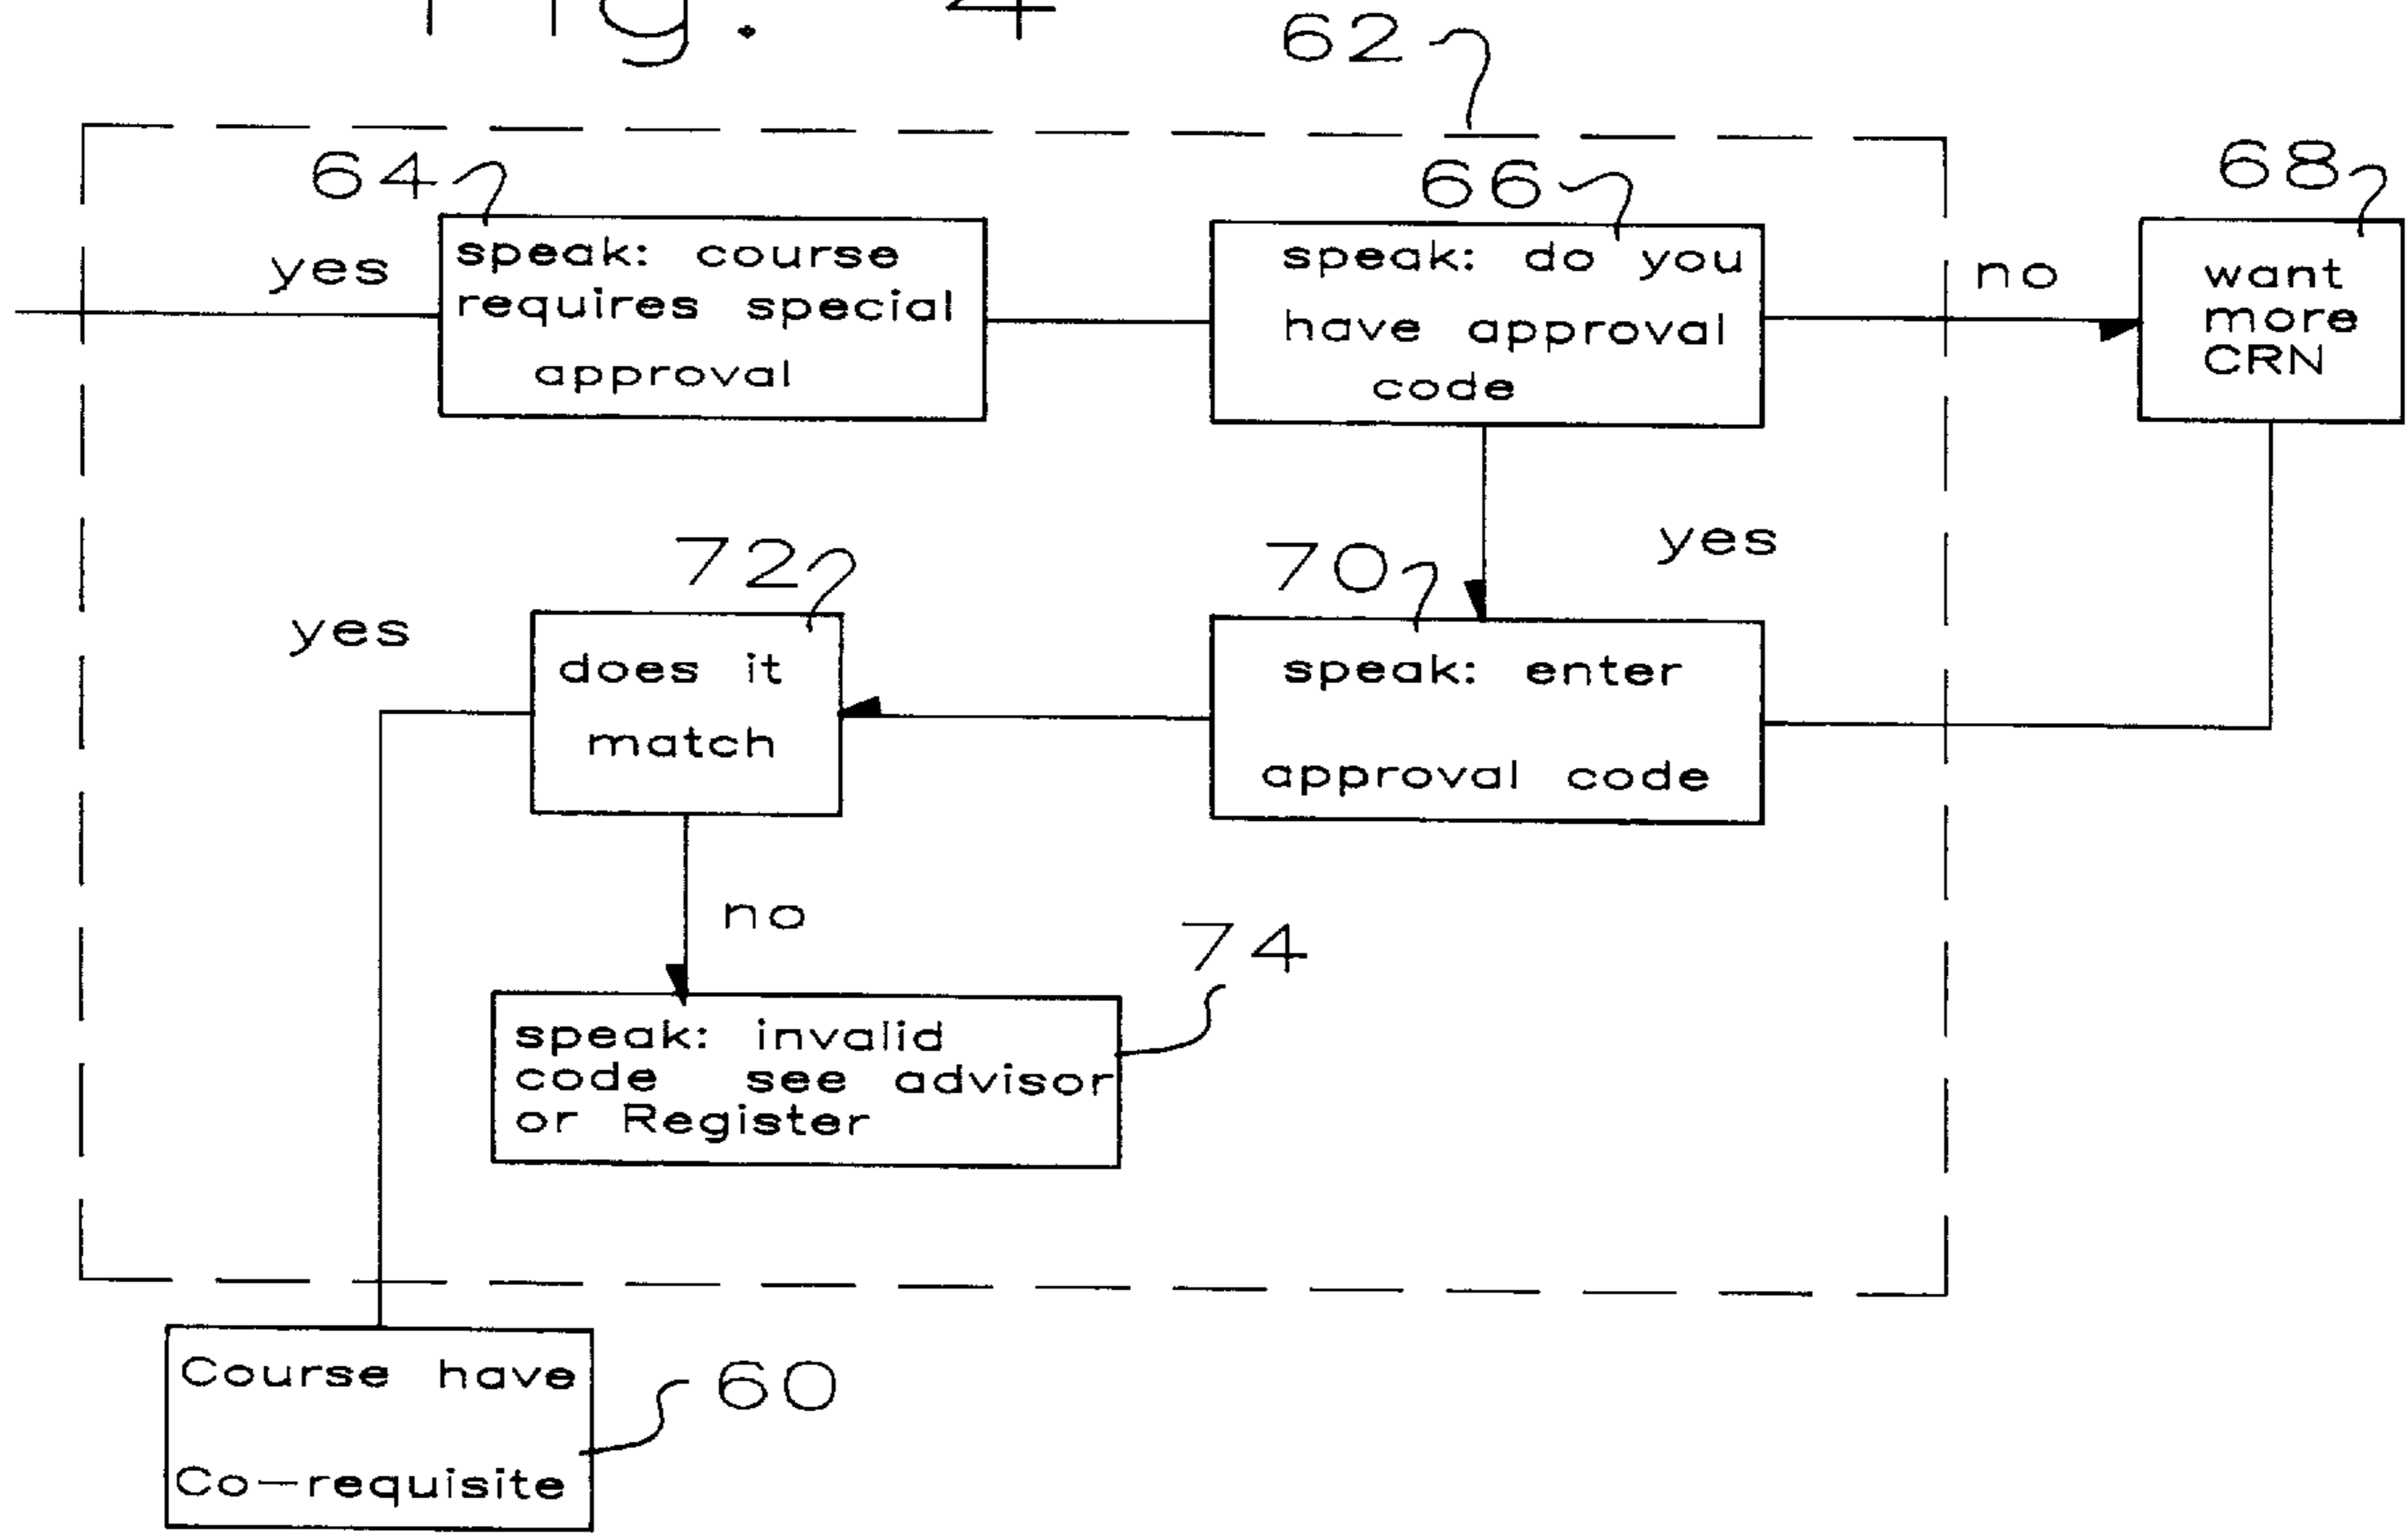 Fig. 4
62
64
66
68
yes
speak: course
requires special
approval
speak: do you
have approval
code
no
want
more
CRN
72
70
yes
yes
does it
match
speak: enter
approval code
no
74
speak: invalid
code see advisor
or Register
Course have
Co-requisite
60